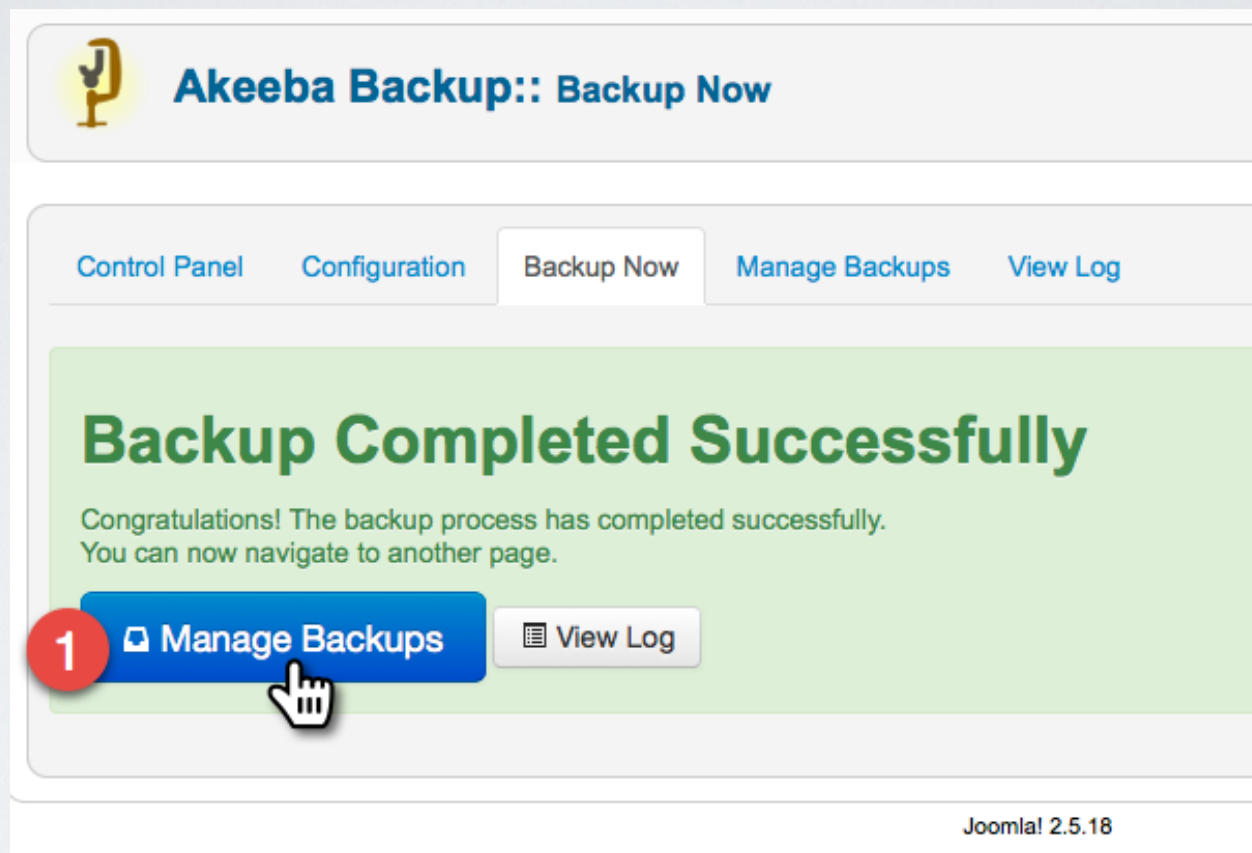 Akeeba Backup:: Backup Now
Control Panel Configuration Backup Now Manage Backups View Log
Backup Completed Successfully
Congratulations! The backup process has completed successfully.
You can now navigate to another page.
1 Manage Backups View Log
Joomla! 2.5.18